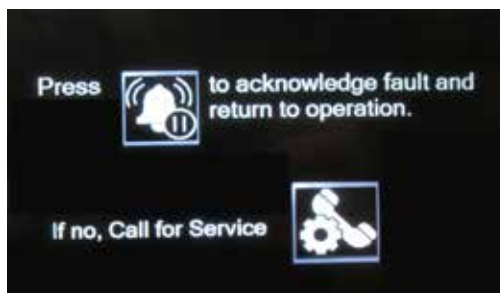 Press to acknowledge fault and
return to operation.
If no, Call for Service